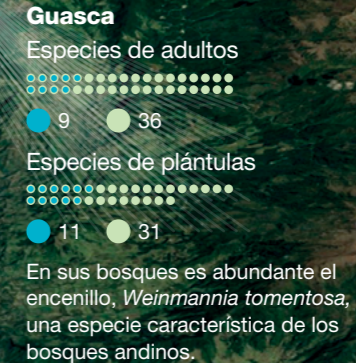 Guasca
Especies de adultos
9 36
Especies de plántulas
11 31
En sus bosques es abundante el
encenillo, Weinmannia tomentosa,
una especie característica de los
bosques andinos.